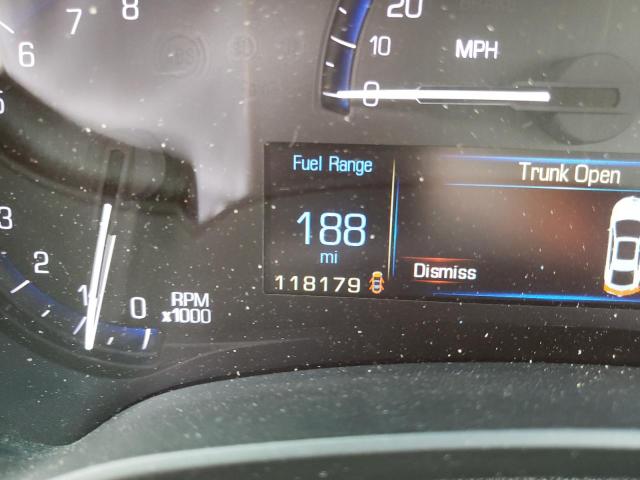 20
10
0
MPH
8
7
6
5
3
2
1
0
RPM
x1000
Fuel Range
188
mi
118179
Trunk Open
Dismiss